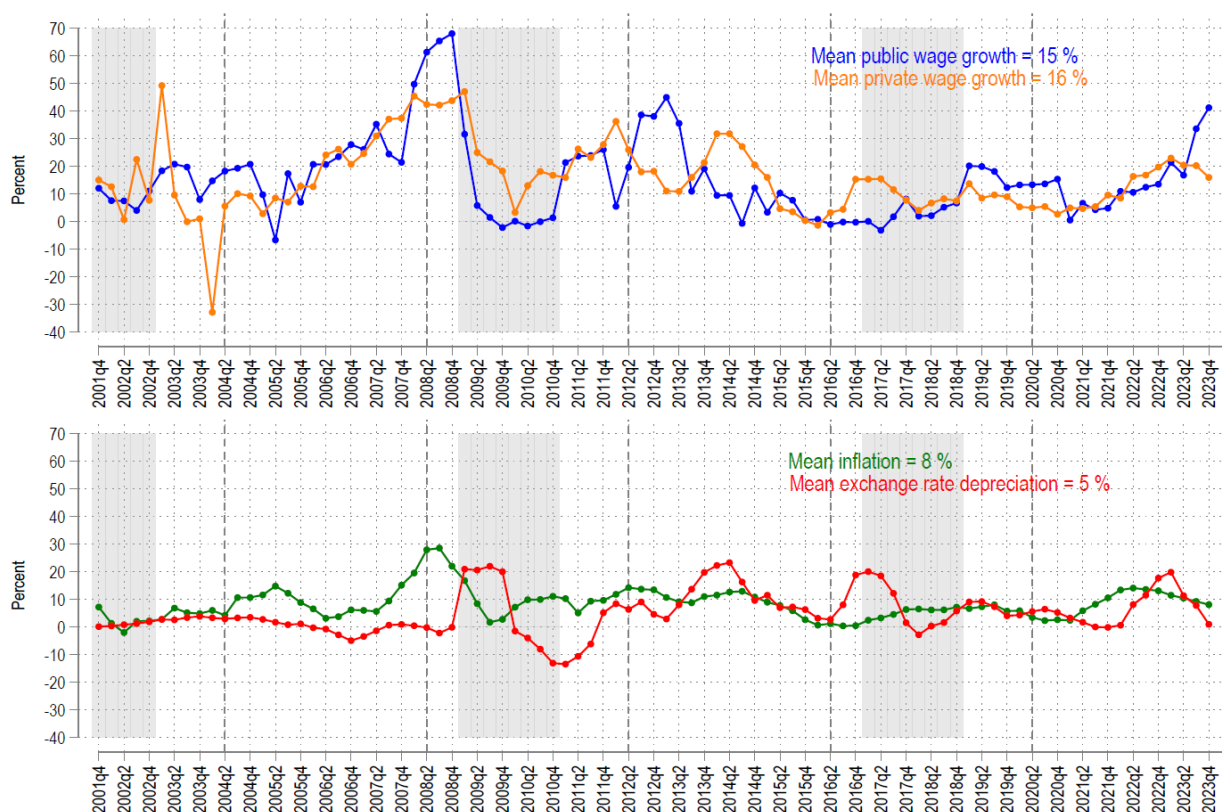 70
60
50
40
30
20
10
0
-10
-20
-30
-40
Percent
Mean public wage growth = 15 %
Mean private wage growth = 16 %
2001q4
2002q2
2002q4
2003q2
2003q4
2004q2
2004q4
2005q2
2005q4
2006q2
2006q4
2007q2
2007q4
2008q2
2008q4
2009q2
2009q4
2010q2
2010q4
2011q2
2011q4
2012q2
2012q4
2013q2
2013q4
2014q2
2014q4
2015q2
2015q4
2016q2
2016q4
2017q2
2017q4
2018q2
2018q4
2019q2
2019q4
2020q2
2020q4
2021q2
2021q4
2022q2
2022q4
2023q2
2023q4
70
60
50
40
30
20
10
0
-10
-20
-30
-40
Percent
Mean inflation = 8 %
Mean exchange rate depreciation = 5 %
2001q4
2002q2
2002q4
2003q2
2003q4
2004q2
2004q4
2005q2
2005q4
2006q2
2006q4
2007q2
2007q4
2008q2
2008q4
2009q2
2009q4
2010q2
2010q4
2011q2
2011q4
2012q2
2012q4
2013q2
2013q4
2014q2
2014q4
2015q2
2015q4
2016q2
2016q4
2017q2
2017q4
2018q2
2018q4
2019q2
2019q4
2020q2
2020q4
2021q2
2021q4
2022q2
2022q4
2023q2
2023q4